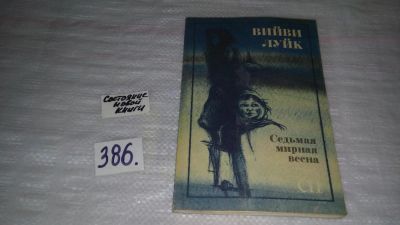 Состояние
новой
книги
386.
ВИЙВИ
ЛУЙК
Седьмая
мирная
весна